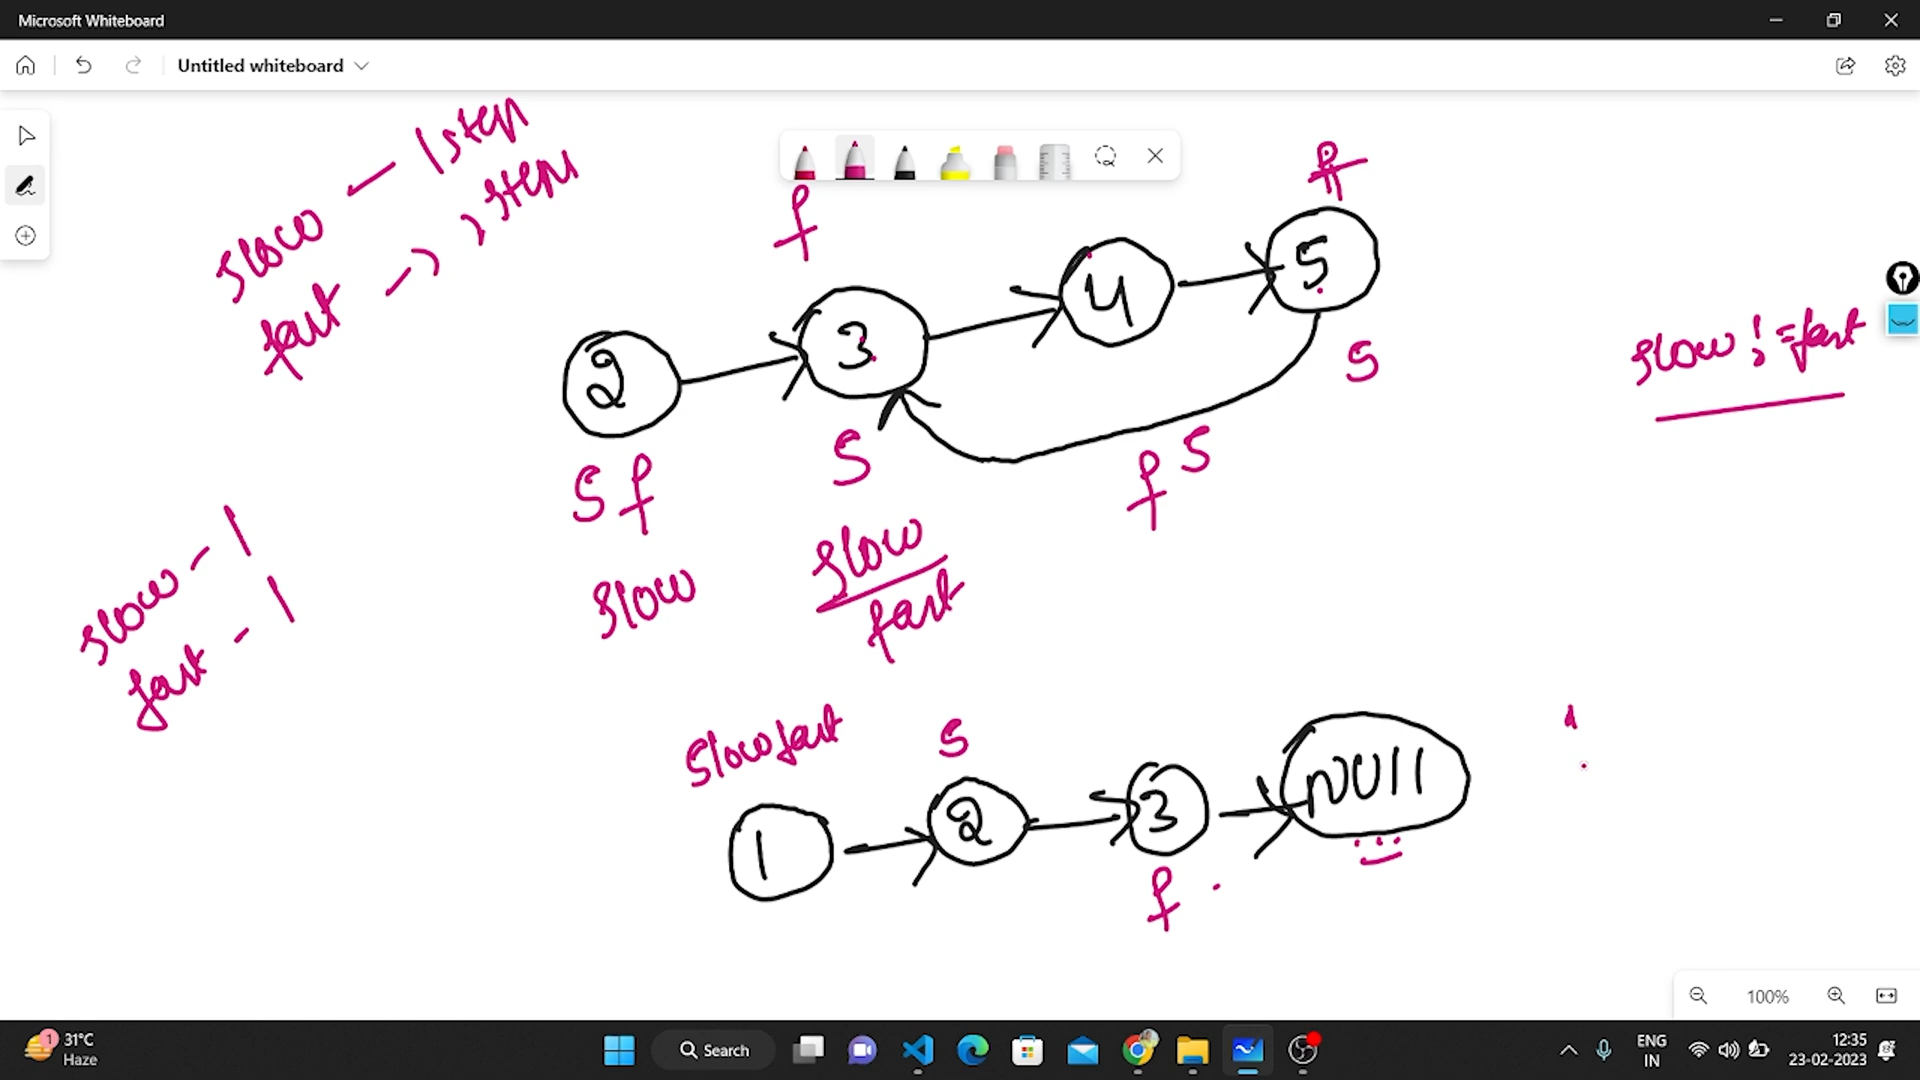 Microsoft Whiteboard
Untitled whiteboard
slow - 1 step
fast -> 2 steps
f
f
2
3
4
5
S f
S
f S
S
slow != fast
slow
slow
fast
slow - 1
fast - 1
slow fast
S
1
2
3
NULL
f
100%
1
31°C
Haze
Search
ENG
IN
12:35
23-02-2023